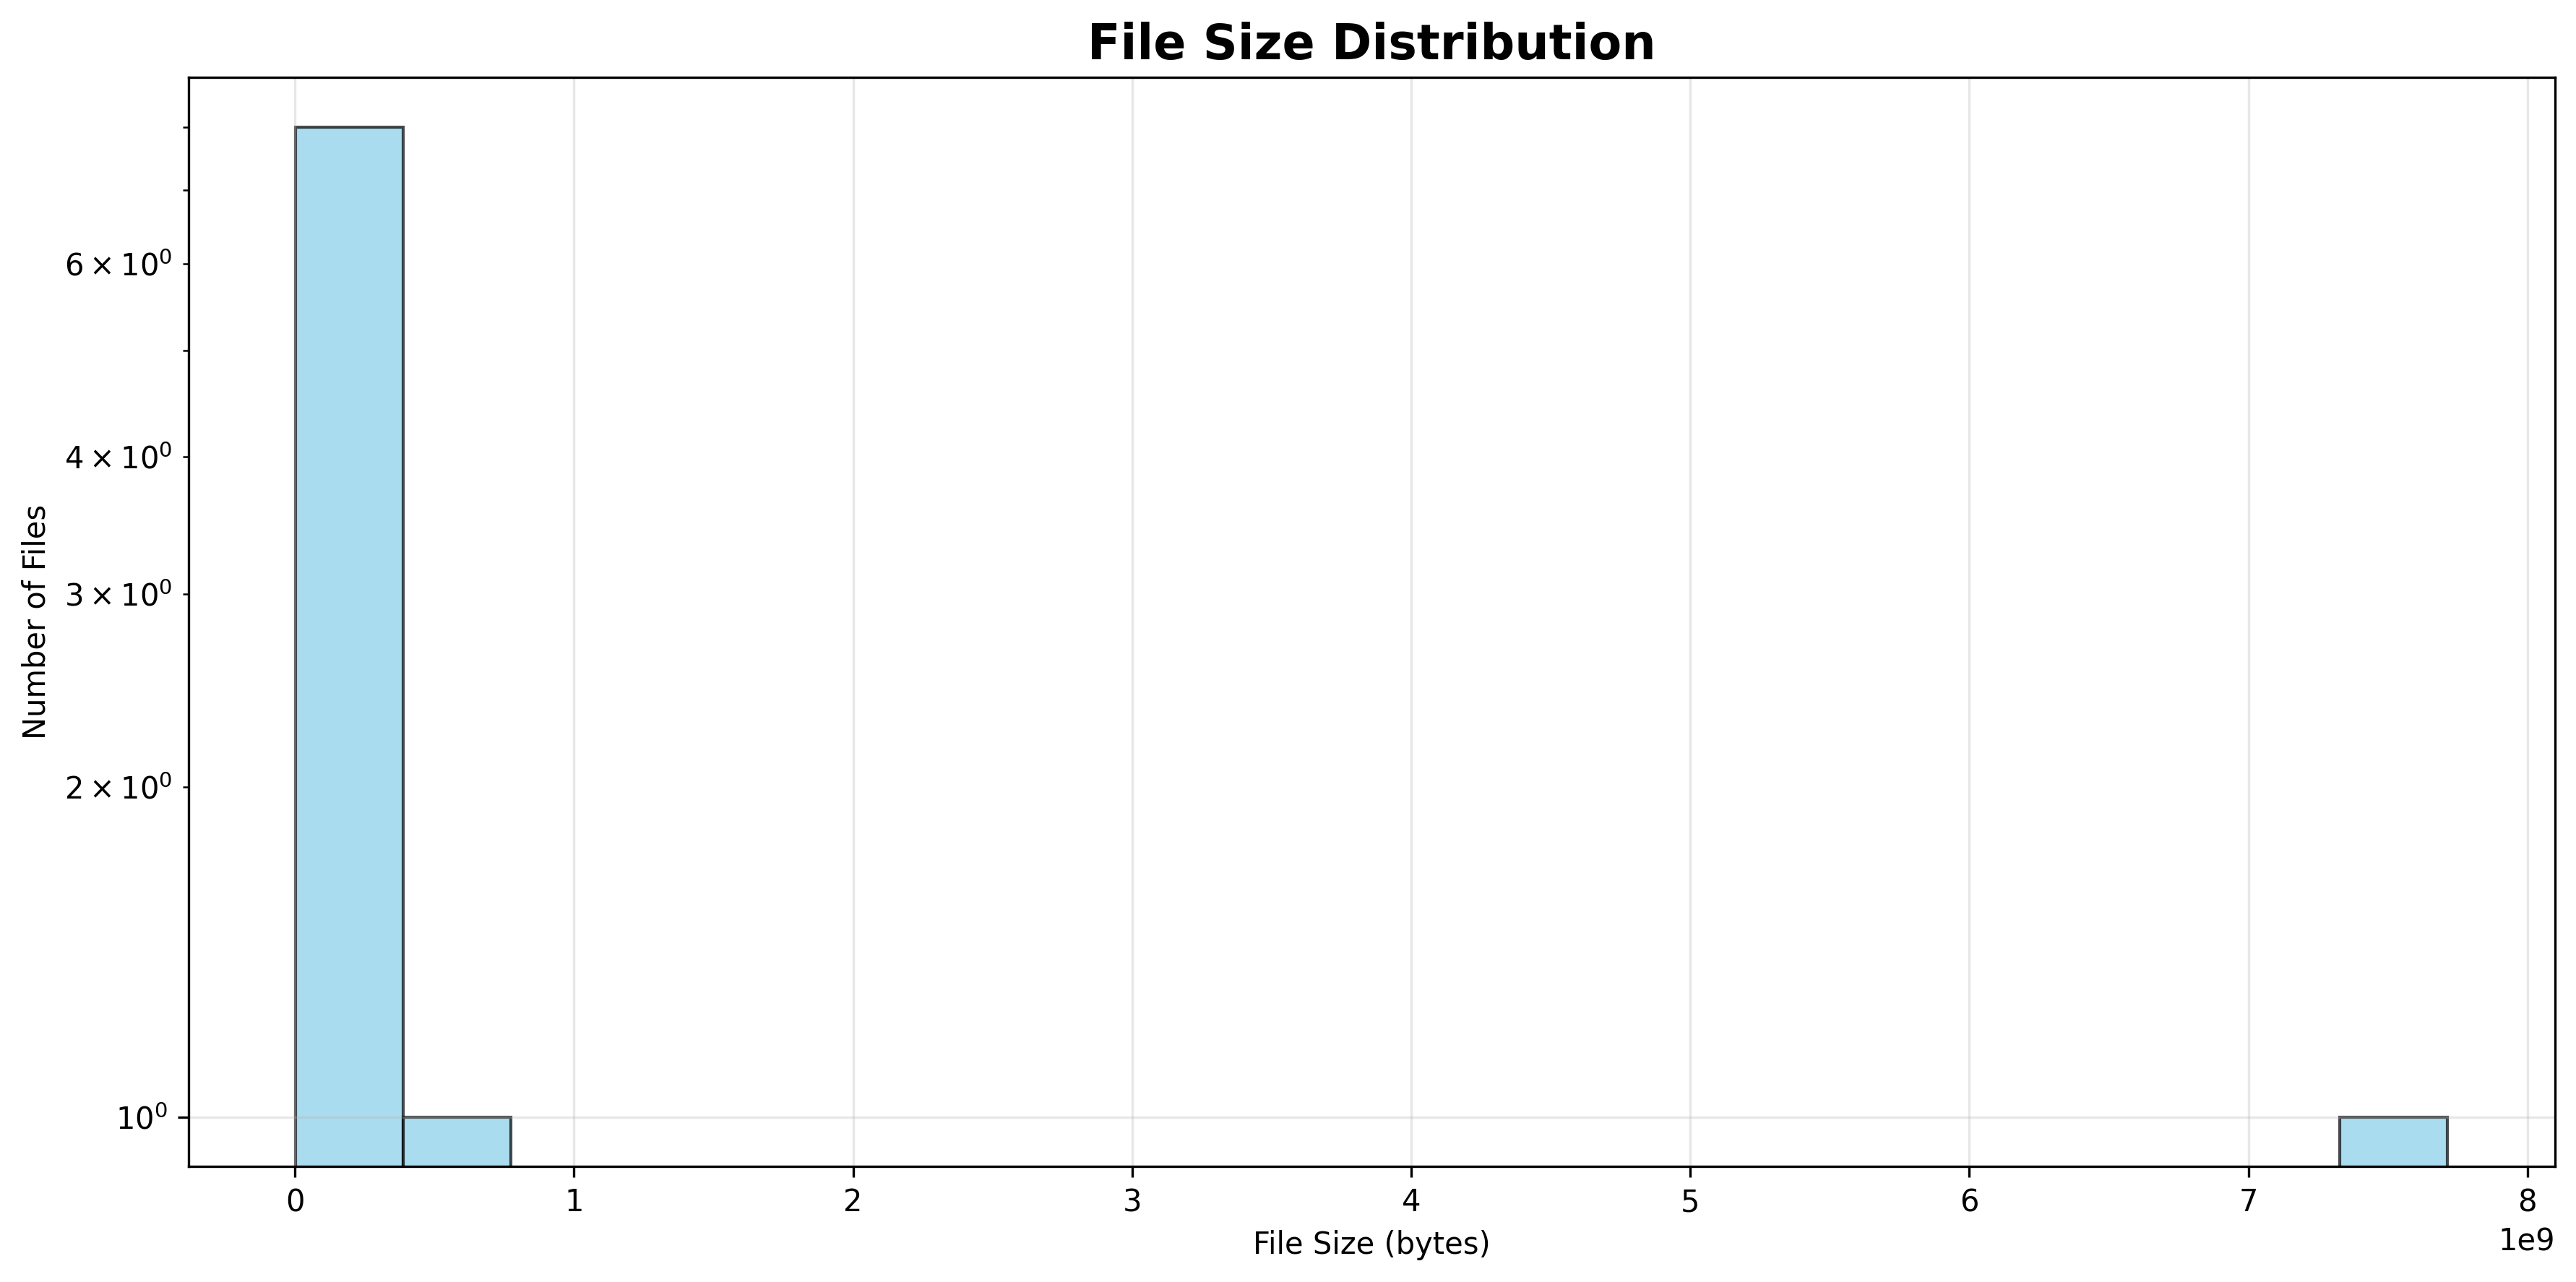 File Size Distribution
6 × 10⁰
4 × 10⁰
3 × 10⁰
2 × 10⁰
10⁰
Number of Files
0 1 2 3 4 5 6 7 8
1e9
File Size (bytes)